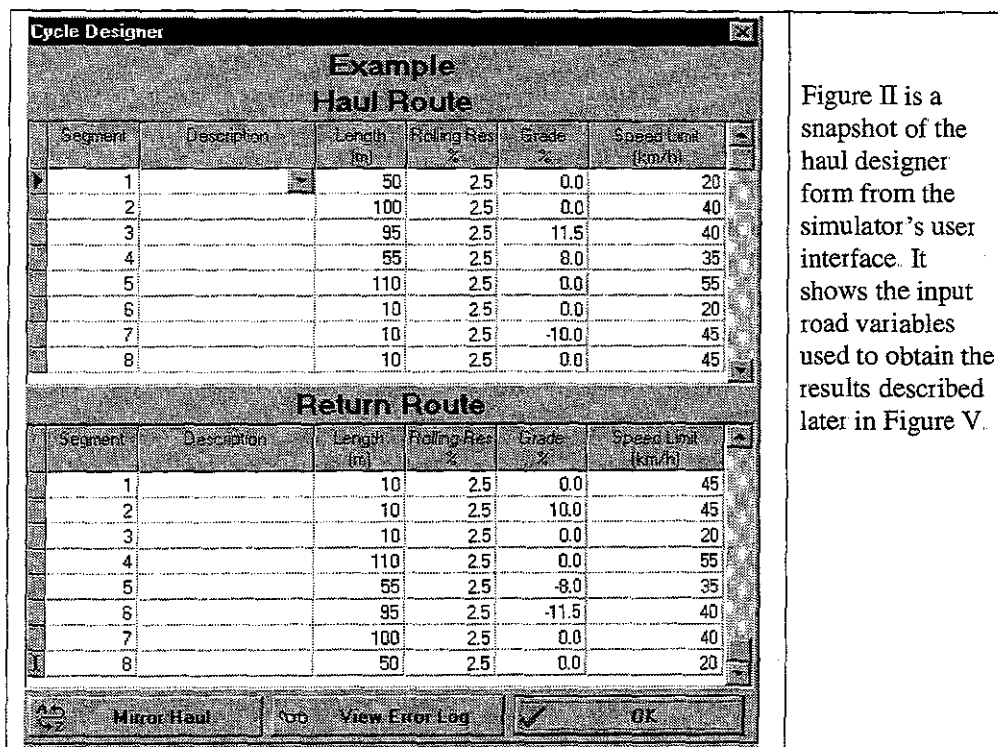 Cycle Designer
Example
Haul Route
Segment Description Length (m) Rolling Res % Grade % Speed Limit (km/h)
1 50 2.5 0.0 20
2 100 2.5 0.0 40
3 95 2.5 11.5 40
4 55 2.5 8.0 35
5 110 2.5 0.0 55
6 10 2.5 0.0 20
7 10 2.5 -10.0 45
8 10 2.5 0.0 45
Return Route
Segment Description Length (m) Rolling Res % Grade % Speed Limit (km/h)
1 10 2.5 0.0 45
2 10 2.5 10.0 45
3 10 2.5 0.0 20
4 110 2.5 0.0 55
5 55 2.5 -8.0 35
6 95 2.5 -11.5 40
7 100 2.5 0.0 40
8 50 2.5 0.0 20
Mirror Haul View Error Log OK
Figure II is a
snapshot of the
haul designer
form from the
simulator's user
interface. It
shows the input
road variables
used to obtain the
results described
later in Figure V.